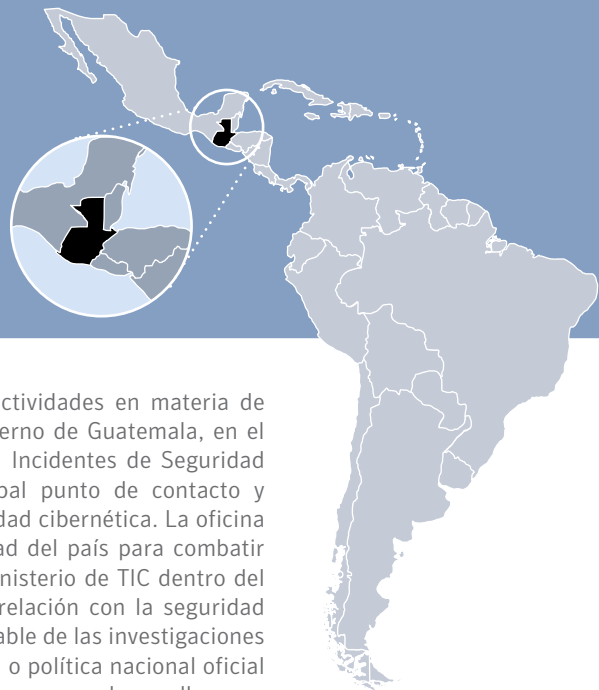 ctividades en materia de
erno de Guatemala, en el
Incidentes de Seguridad
pal punto de contacto y
dad cibernética. La oficina
ad del país para combatir
nisterio de TIC dentro del
relación con la seguridad
able de las investigaciones
o política nacional oficial